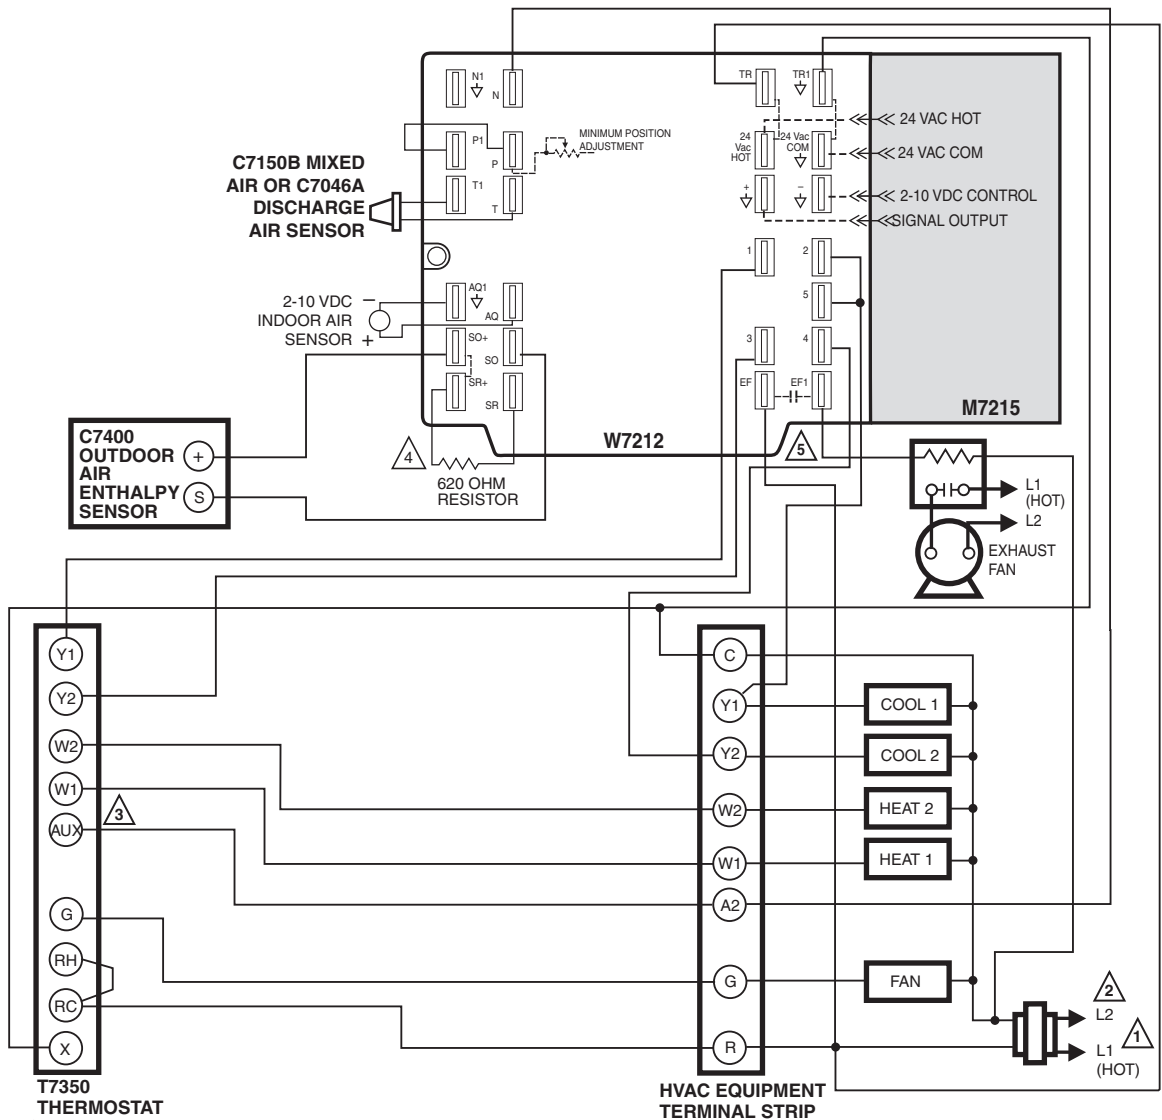 N1
N
TR
TR1
24 VAC HOT
P1
P
MINIMUM POSITION
ADJUSTMENT
24
Vac
HOT
24 Vac
COM
24 VAC COM
C7150B MIXED
AIR OR C7046A
DISCHARGE
AIR SENSOR
T1
T
+
–
2-10 VDC CONTROL
SIGNAL OUTPUT
1
2
2-10 VDC
INDOOR AIR
SENSOR
–
+
AQ1
AQ
5
SO+
SO
3
4
SR+
SR
EF
EF1
M7215
W7212
C7400
OUTDOOR
AIR
ENTHALPY
SENSOR
+
S
4
620 OHM
RESISTOR
5
L1
(HOT)
L2
EXHAUST
FAN
Y1
Y2
W2
W1
3
AUX
G
RH
RC
X
T7350
THERMOSTAT
C
Y1
COOL 1
Y2
COOL 2
W2
HEAT 2
W1
HEAT 1
A2
G
FAN
R
2
L2
1
L1
(HOT)
HVAC EQUIPMENT
TERMINAL STRIP